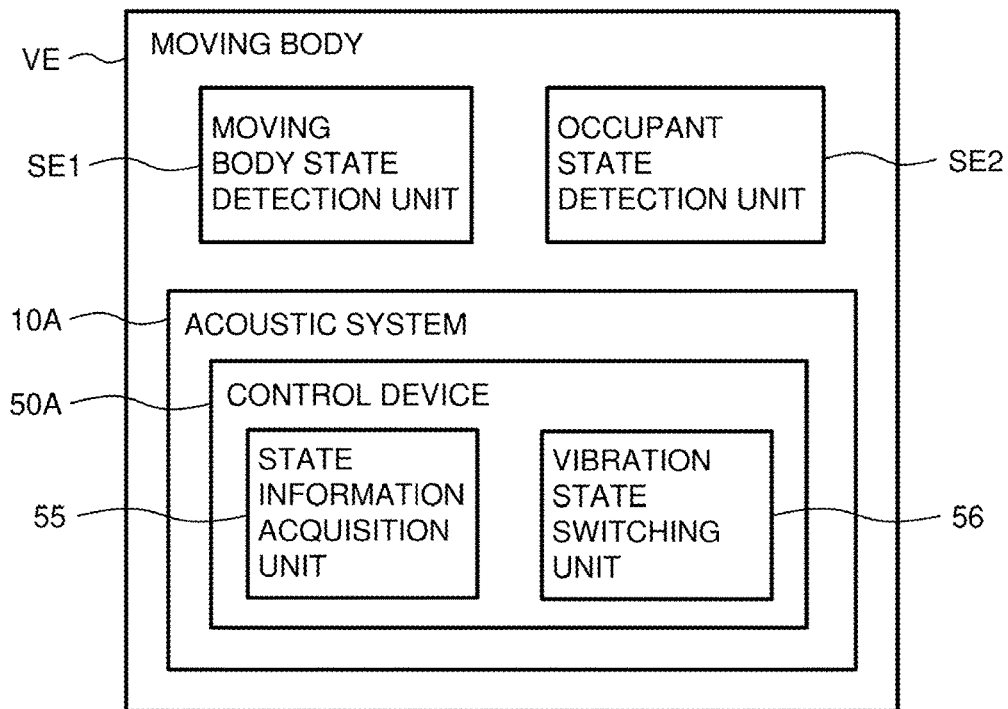 MOVING BODY
VE
MOVING
BODY STATE
DETECTION UNIT
SE1
OCCUPANT
STATE
DETECTION UNIT
SE2
10A
ACOUSTIC SYSTEM
50A
CONTROL DEVICE
STATE
INFORMATION
ACQUISITION
UNIT
55
VIBRATION
STATE
SWITCHING
UNIT
56